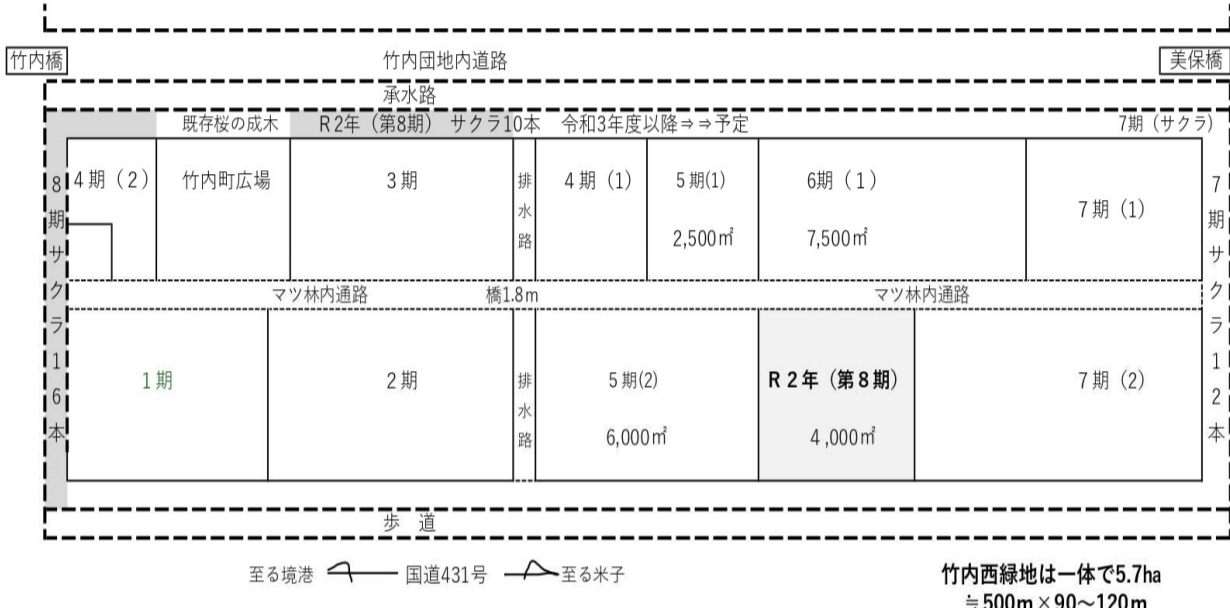 竹内橋
竹内団地内道路
美保橋
承水路
既存桜の成木 R2年（第8期） サクラ10本 令和3年度以降⇒⇒予定 7期（サクラ）
8期サクラ16本
4期（2）
竹内町広場
3期
排水路
4期（1）
5期(1)
2,500㎡
6期（1）
7,500㎡
7期（1）
7期サクラ12本
マツ林内通路
橋1.8m
マツ林内通路
1期
2期
排水路
5期(2)
6,000㎡
R2年（第8期）
4,000㎡
7期（2）
歩 道
至る境港 国道431号 至る米子
竹内西緑地は一体で5.7ha
≒500m×90～120m